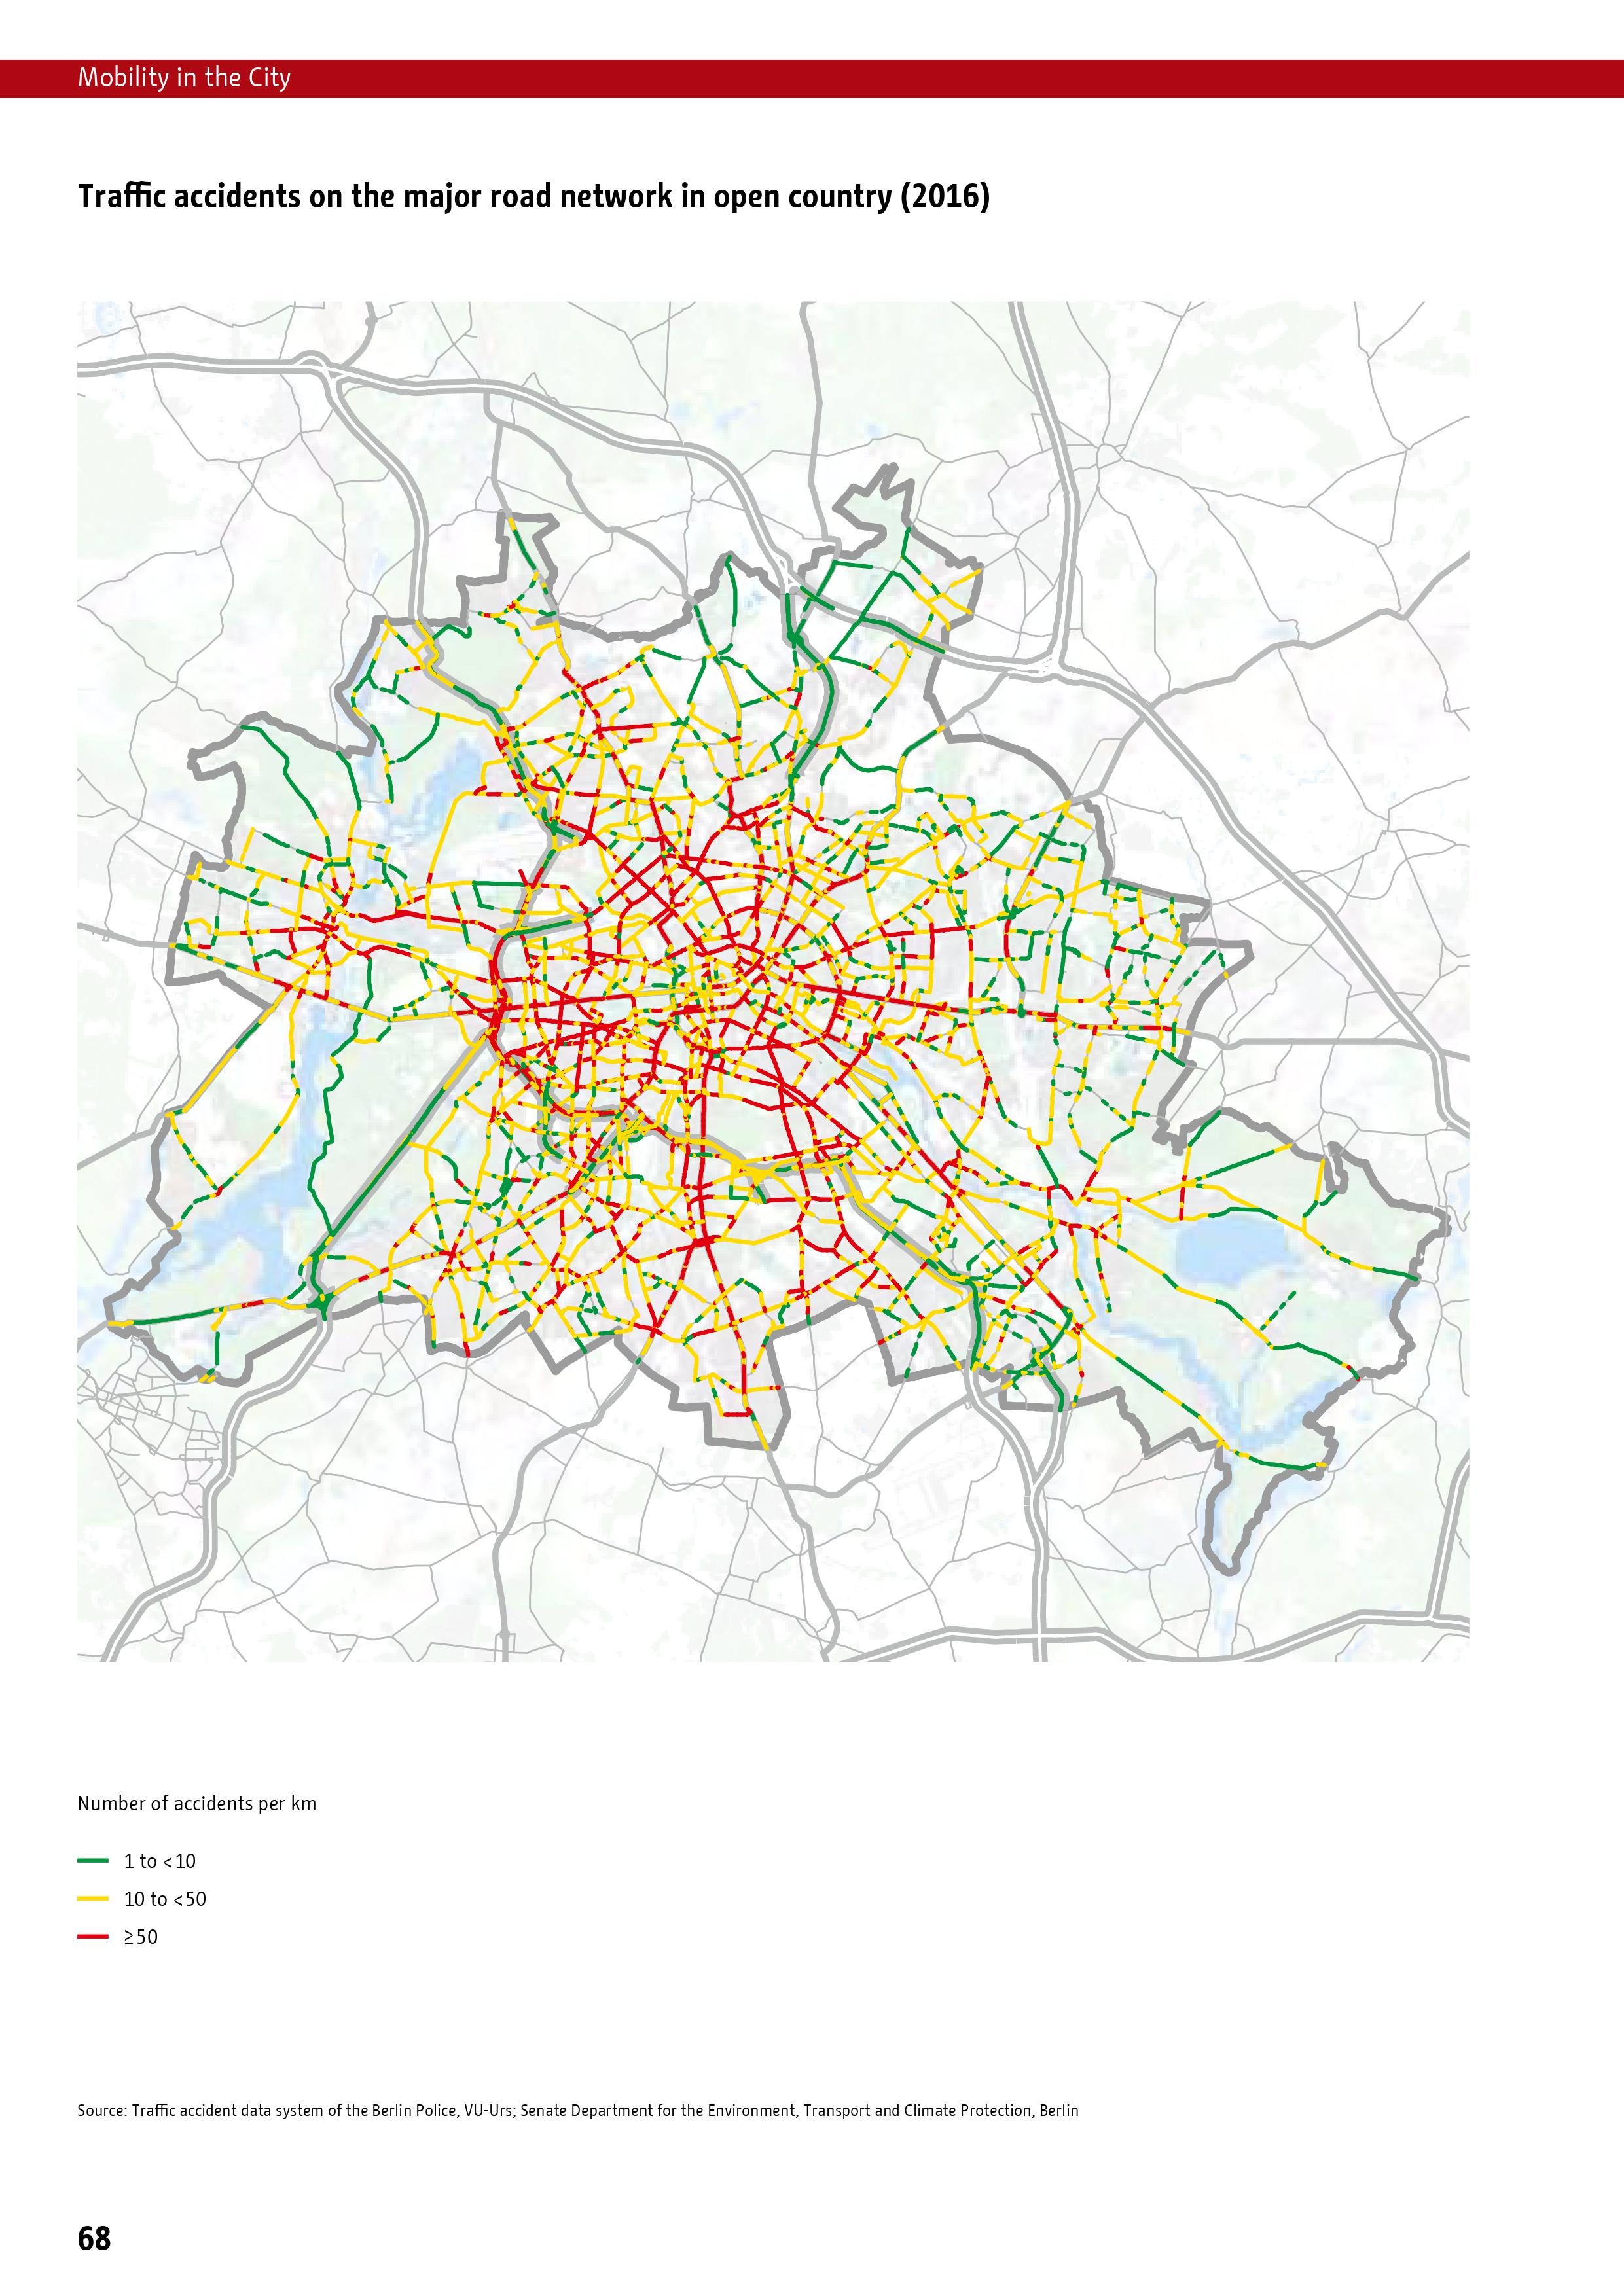 Mobility in the City
Traffic accidents on the major road network in open country (2016)
Number of accidents per km
1 to <10
10 to <50
≥50
Source: Traffic accident data system of the Berlin Police, VU-Urs; Senate Department for the Environment, Transport and Climate Protection, Berlin
68